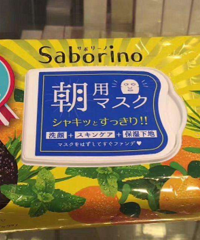 サボリーノ
Saborino
朝用マスク
シャキッとすっきり!!
洗顔+スキンケア+保湿下地
マスクをはずしてすぐファンデ♥